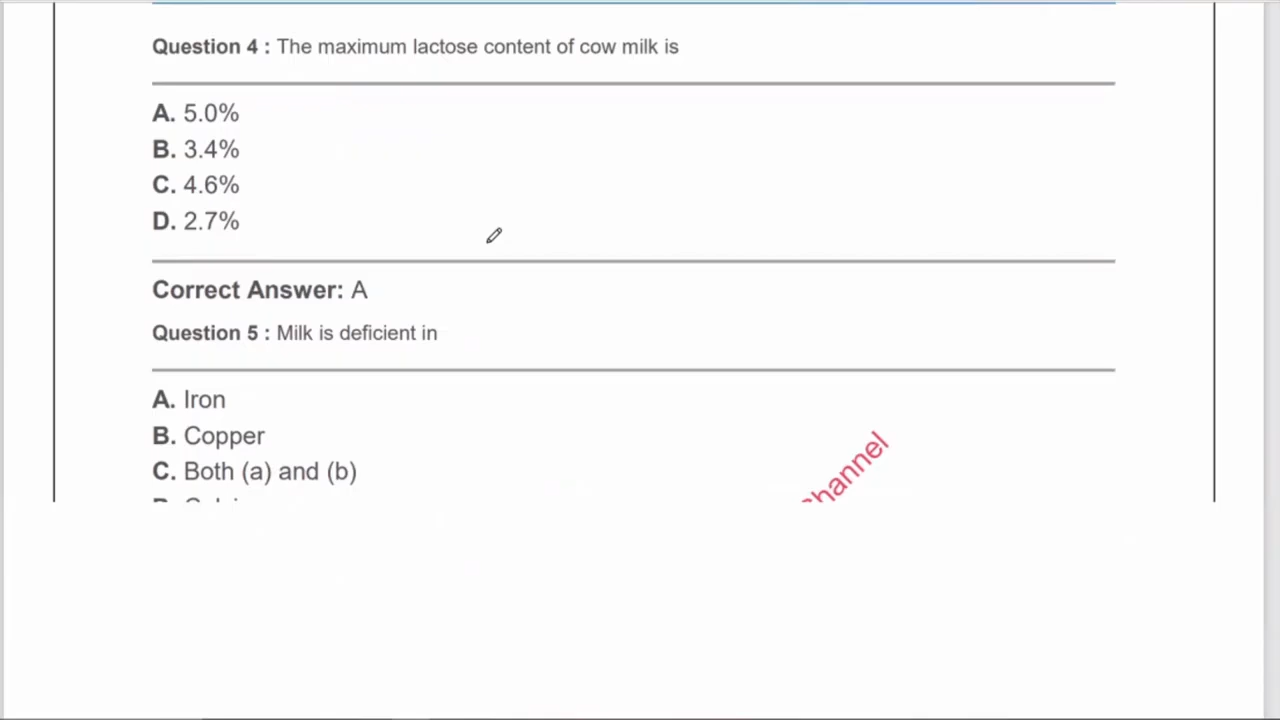 Question 4 : The maximum lactose content of cow milk is
A. 5.0%
B. 3.4%
C. 4.6%
D. 2.7%
Correct Answer: A
Question 5 : Milk is deficient in
A. Iron
B. Copper
C. Both (a) and (b)
Channel